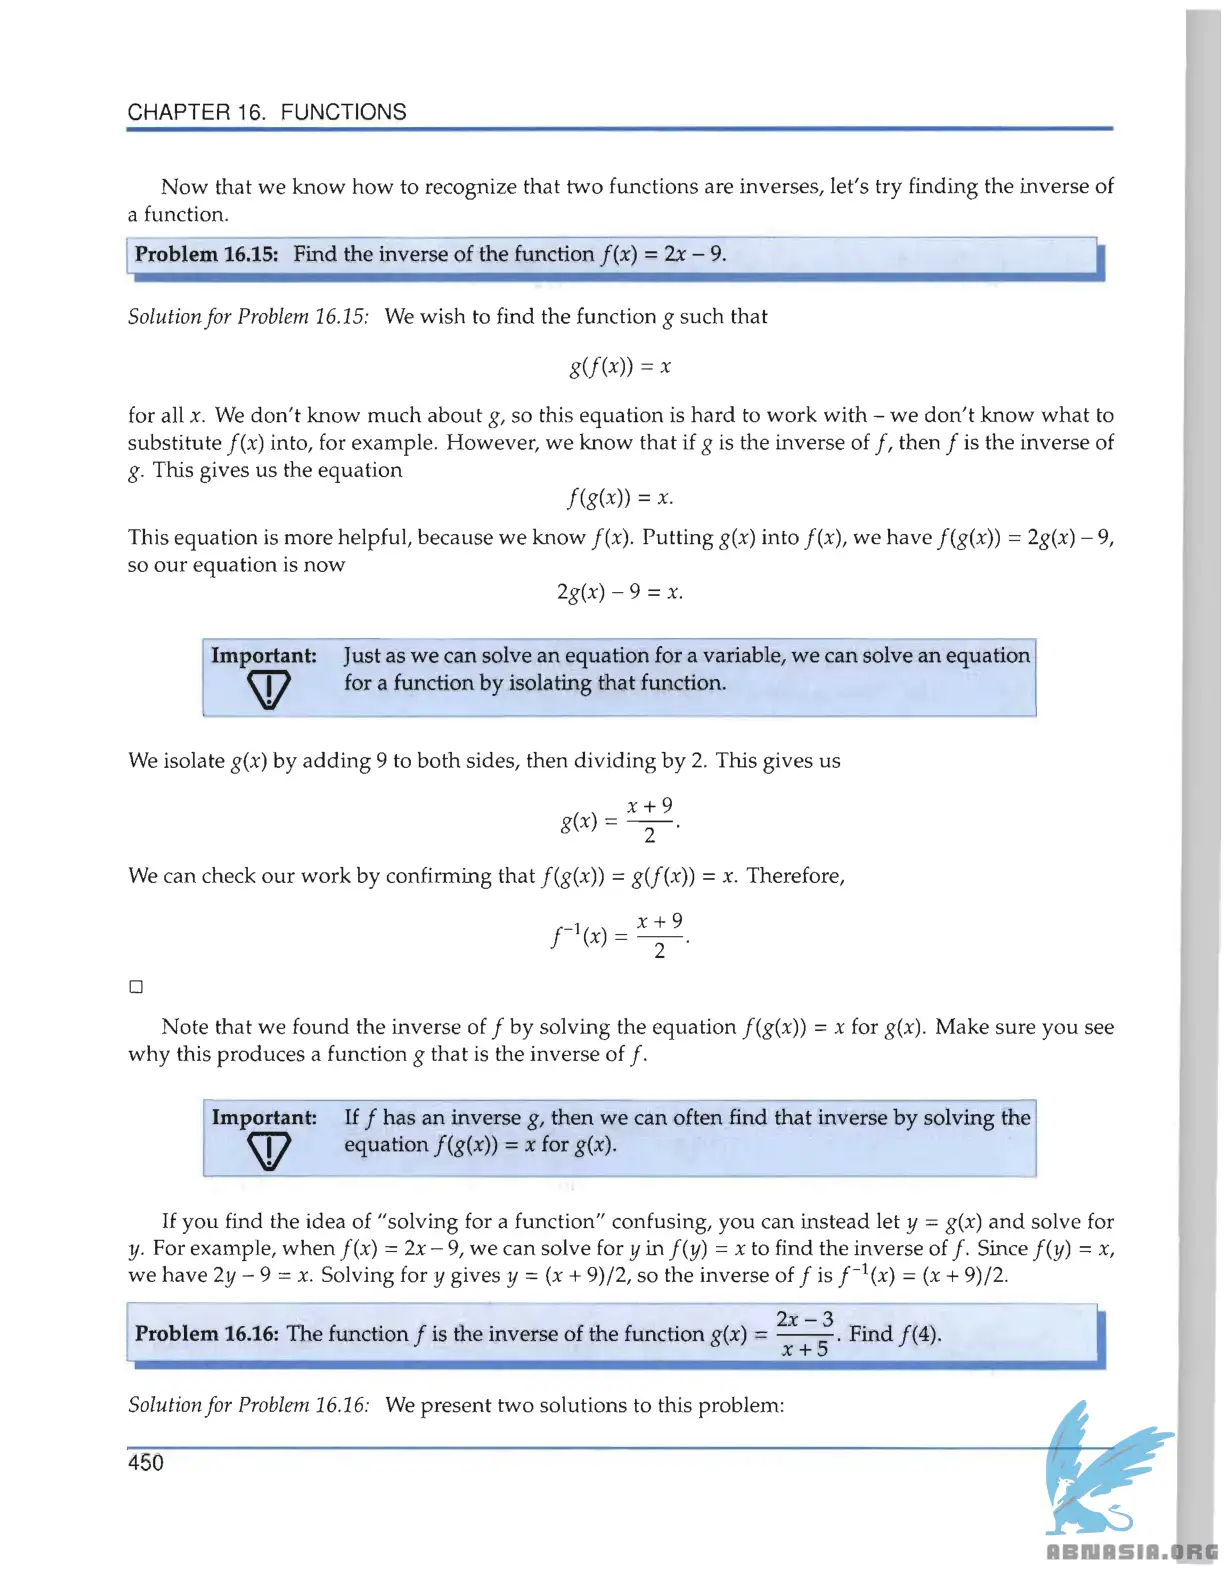 CHAPTER 16. FUNCTIONS
Now that we know how to recognize that two functions are inverses, let's try finding the inverse of
a function.
Problem 16.15: Find the inverse of the function f(x) = 2x – 9.
Solution for Problem 16.15: We wish to find the function g such that
g(f(x)) = x
for all x. We don't know much about g, so this equation is hard to work with – we don't know what to
substitute f(x) into, for example. However, we know that if g is the inverse of f, then f is the inverse of
g. This gives us the equation
f(g(x)) = x.
This equation is more helpful, because we know f(x). Putting g(x) into f(x), we have f(g(x)) = 2g(x) – 9,
so our equation is now
2g(x) – 9 = x.
Important: Just as we can solve an equation for a variable, we can solve an equation
for a function by isolating that function.
We isolate g(x) by adding 9 to both sides, then dividing by 2. This gives us
g(x) = (x + 9)/2.
We can check our work by confirming that f(g(x)) = g(f(x)) = x. Therefore,
f⁻¹(x) = (x + 9)/2.
□
Note that we found the inverse of f by solving the equation f(g(x)) = x for g(x). Make sure you see
why this produces a function g that is the inverse of f.
Important: If f has an inverse g, then we can often find that inverse by solving the
equation f(g(x)) = x for g(x).
If you find the idea of "solving for a function" confusing, you can instead let y = g(x) and solve for
y. For example, when f(x) = 2x – 9, we can solve for y in f(y) = x to find the inverse of f. Since f(y) = x,
we have 2y – 9 = x. Solving for y gives y = (x + 9)/2, so the inverse of f is f⁻¹(x) = (x + 9)/2.
Problem 16.16: The function f is the inverse of the function g(x) = (2x – 3)/(x + 5). Find f(4).
Solution for Problem 16.16: We present two solutions to this problem:
450
ABNASIA.ORG